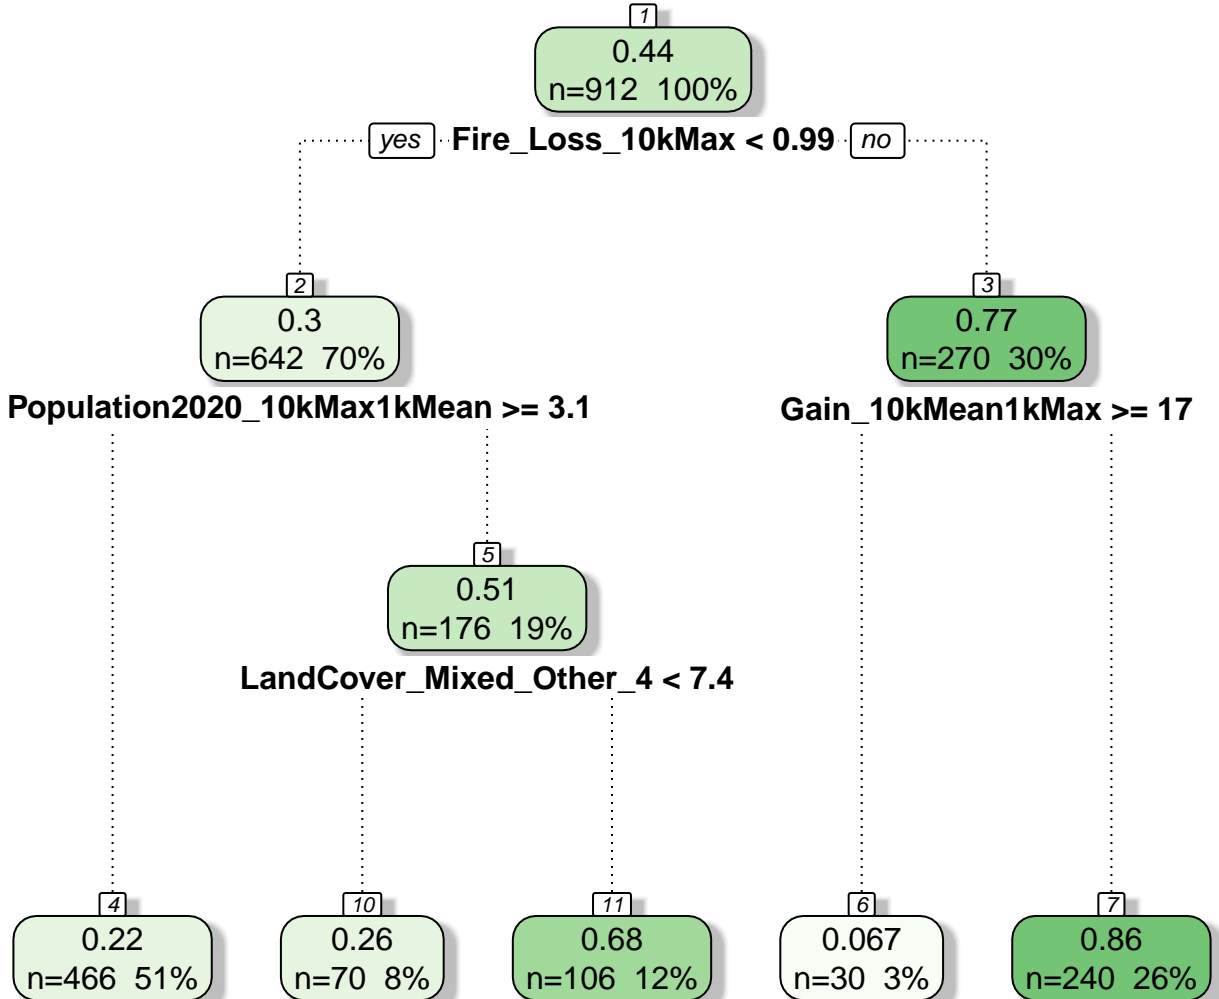 1
0.44
n=912 100%
yes Fire_Loss_10kMax < 0.99 no
2
0.3
n=642 70%
3
0.77
n=270 30%
Population2020_10kMax1kMean >= 3.1
Gain_10kMean1kMax >= 17
5
0.51
n=176 19%
LandCover_Mixed_Other_4 < 7.4
4
0.22
n=466 51%
10
0.26
n=70 8%
11
0.68
n=106 12%
6
0.067
n=30 3%
7
0.86
n=240 26%